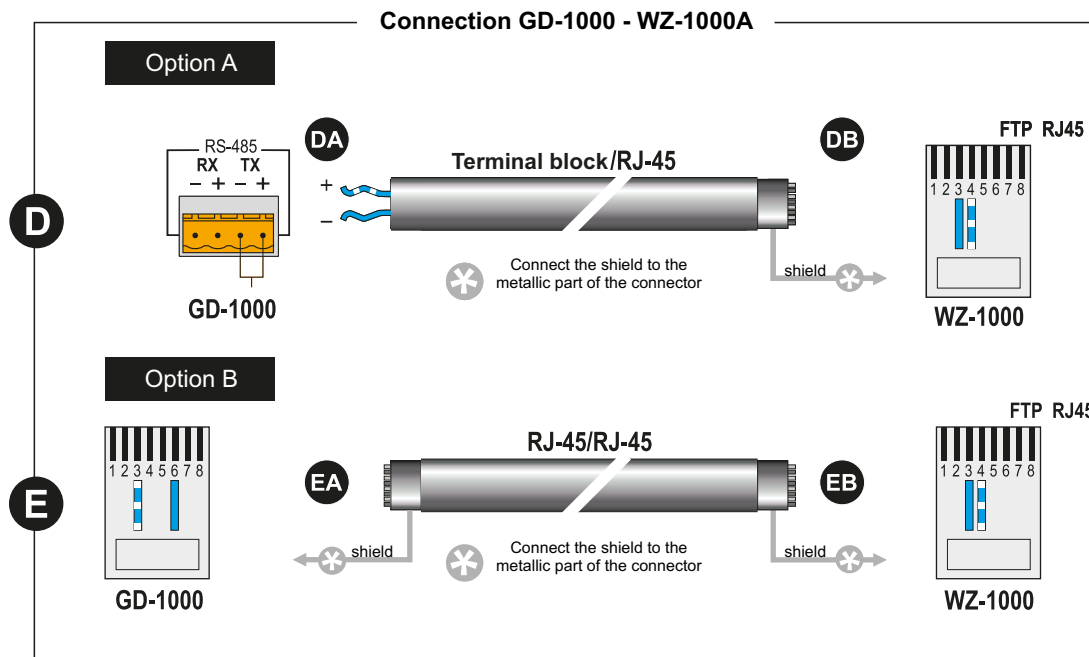 Connection GD-1000 - WZ-1000A
Option A
D
RS-485
RX TX
– + – +
GD-1000
DA
+
–
Terminal block/RJ-45
Connect the shield to the
metallic part of the connector
shield
DB
FTP RJ45
1 2 3 4 5 6 7 8
WZ-1000
Option B
E
1 2 3 4 5 6 7 8
GD-1000
EA
shield
RJ-45/RJ-45
Connect the shield to the
metallic part of the connector
shield
EB
FTP RJ45
1 2 3 4 5 6 7 8
WZ-1000